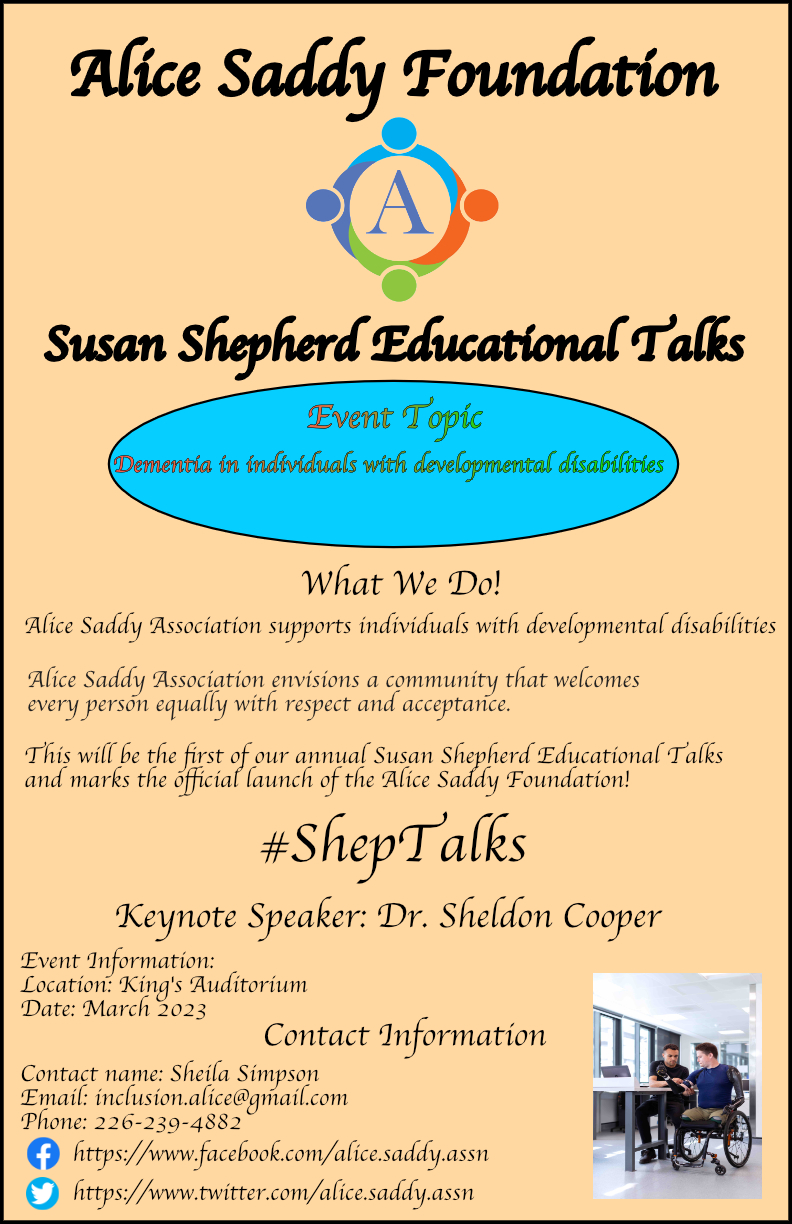 Alice Saddy Foundation
A
Susan Shepherd Educational Talks
Event Topic
Dementia in individuals with developmental disabilities
What We Do!
Alice Saddy Association supports individuals with developmental disabilities
Alice Saddy Association envisions a community that welcomes
every person equally with respect and acceptance.
This will be the first of our annual Susan Shepherd Educational Talks
and marks the official launch of the Alice Saddy Foundation!
#ShepTalks
Keynote Speaker: Dr. Sheldon Cooper
Event Information:
Location: King's Auditorium
Date: March 2023
Contact Information
Contact name: Sheila Simpson
Email: inclusion.alice@gmail.com
Phone: 226-239-4882
https://www.facebook.com/alice.saddy.assn
https://www.twitter.com/alice.saddy.assn